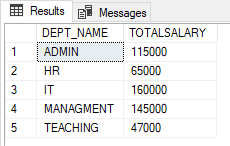 Results Messages
DEPT_NAME TOTALSALARY
1 ADMIN 115000
2 HR 65000
3 IT 160000
4 MANAGMENT 145000
5 TEACHING 47000